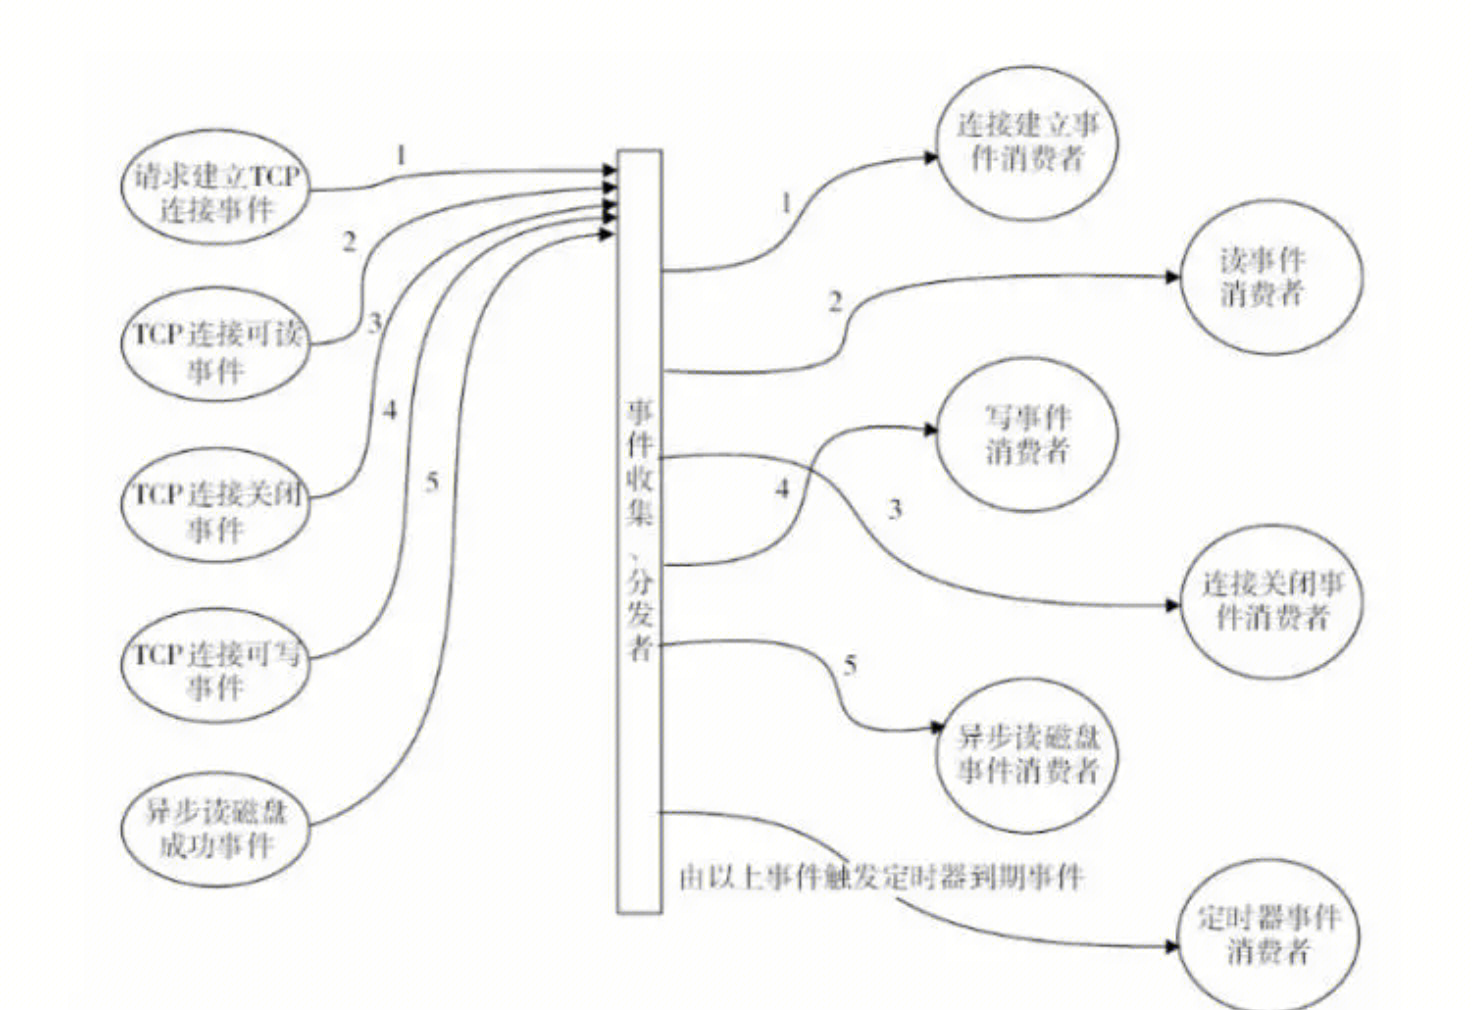 请求建立TCP
连接事件
1
2
TCP连接可读
事件
3
TCP连接关闭
事件
4
TCP连接可写
事件
5
异步读磁盘
成功事件
事件收集、分发者
1
连接建立事
件消费者
2
读事件
消费者
4
写事件
消费者
3
连接关闭事
件消费者
5
异步读磁盘
事件消费者
由以上事件触发定时器到期事件
定时器事件
消费者